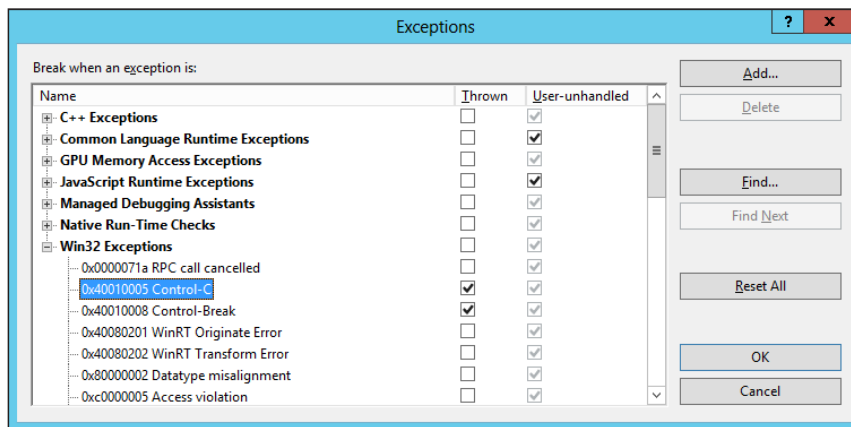 Exceptions
? x
Break when an exception is:
Name Thrown User-unhandled
C++ Exceptions
Common Language Runtime Exceptions
GPU Memory Access Exceptions
JavaScript Runtime Exceptions
Managed Debugging Assistants
Native Run-Time Checks
Win32 Exceptions
0x0000071a RPC call cancelled
0x40010005 Control-C
0x40010008 Control-Break
0x40080201 WinRT Originate Error
0x40080202 WinRT Transform Error
0x80000002 Datatype misalignment
0xc0000005 Access violation
Add...
Delete
Find...
Find Next
Reset All
OK
Cancel